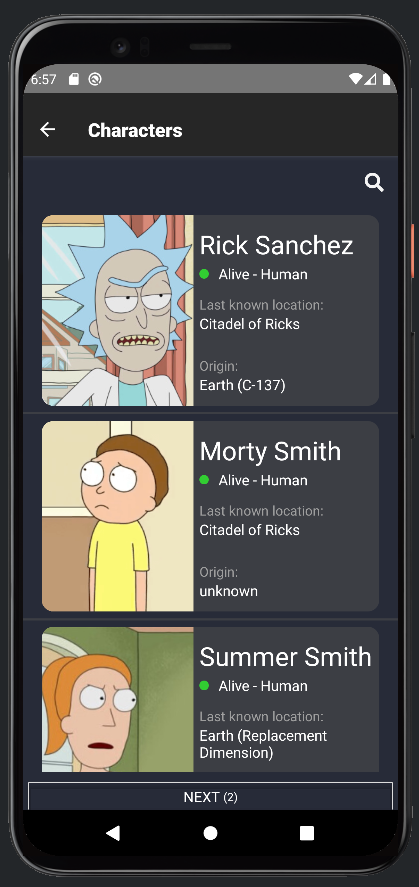 6:57
Characters
Rick Sanchez
Alive - Human
Last known location:
Citadel of Ricks
Origin:
Earth (C-137)
Morty Smith
Alive - Human
Last known location:
Citadel of Ricks
Origin:
unknown
Summer Smith
Alive - Human
Last known location:
Earth (Replacement
Dimension)
NEXT (2)